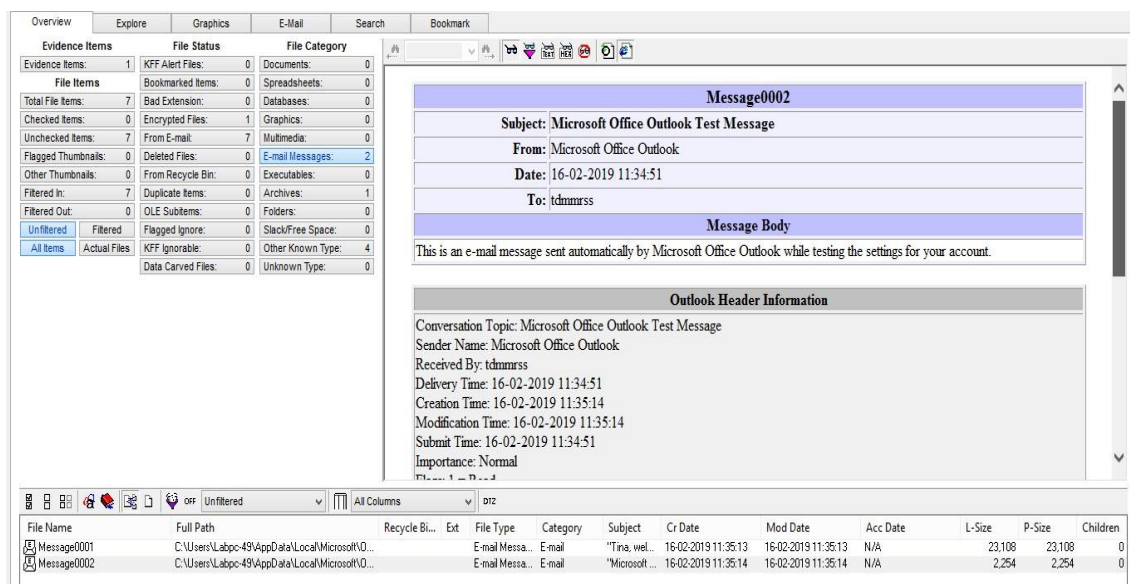 Overview Explore Graphics E-Mail Search Bookmark
Evidence Items File Status File Category
Evidence Items: 1 KFF Alert Files: 0 Documents: 0
File Items Bookmarked Items: 0 Spreadsheets: 0
Total File Items: 7 Bad Extension: 0 Databases: 0
Checked Items: 0 Encrypted Files: 1 Graphics: 0
Unchecked Items: 7 From E-mail: 7 Multimedia: 0
Flagged Thumbnails: 0 Deleted Files: 0 E-mail Messages: 2
Other Thumbnails: 0 From Recycle Bin: 0 Executables: 0
Filtered In: 7 Duplicate Items: 0 Archives: 1
Filtered Out: 0 OLE Subitems: 0 Folders: 0
Unfiltered Filtered Flagged Ignore: 0 Slack/Free Space: 0
All Items Actual Files KFF Ignorable: 0 Other Known Type: 4
Data Carved Files: 0 Unknown Type: 0
TEXT HEX
Message0002
Subject: Microsoft Office Outlook Test Message
From: Microsoft Office Outlook
Date: 16-02-2019 11:34:51
To: tdmmrss
Message Body
This is an e-mail message sent automatically by Microsoft Office Outlook while testing the settings for your account.
Outlook Header Information
Conversation Topic: Microsoft Office Outlook Test Message
Sender Name: Microsoft Office Outlook
Received By: tdmmrss
Delivery Time: 16-02-2019 11:34:51
Creation Time: 16-02-2019 11:35:14
Modification Time: 16-02-2019 11:35:14
Submit Time: 16-02-2019 11:34:51
Importance: Normal
OFF Unfiltered All Columns DTZ
File Name Full Path Recycle Bi... Ext File Type Category Subject Cr Date Mod Date Acc Date L-Size P-Size Children
Message0001 C:\Users\Labpc-49\AppData\Local\Microsoft\O... E-mail Messa... E-mail "Tina, wel... 16-02-2019 11:35:13 16-02-2019 11:35:13 N/A 23,108 23,108 0
Message0002 C:\Users\Labpc-49\AppData\Local\Microsoft\O... E-mail Messa... E-mail "Microsoft ... 16-02-2019 11:35:14 16-02-2019 11:35:14 N/A 2,254 2,254 0